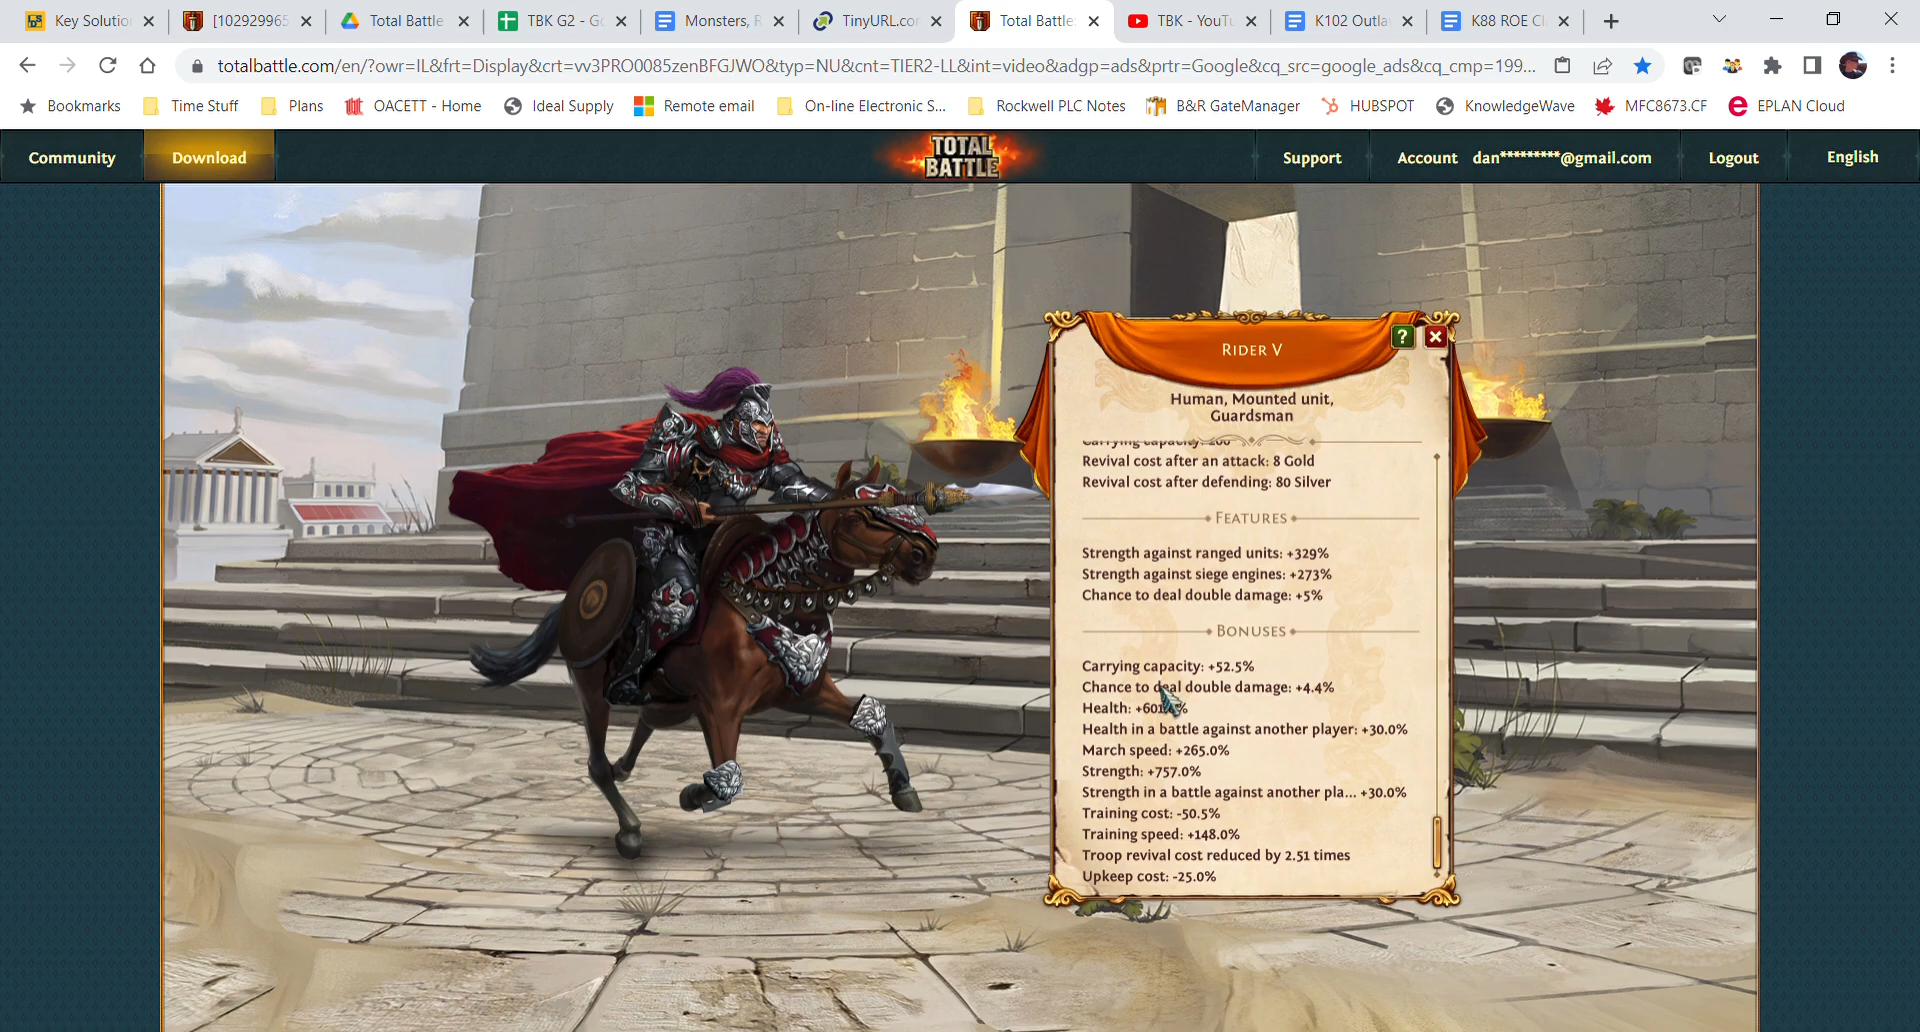 Key Solutio
[102929965
Total Battle
TBK G2 - Go
Monsters, R
TinyURL.co
Total Battle
TBK - YouTu
K102 Outla
K88 ROE Cl
totalbattle.com/en/?owr=IL&frt=Display&crt=vv3PRO0085zenBFGJWO&typ=NU&cnt=TIER2-LL&int=video&adgp=ads&prtr=Google&cq_src=google_ads&cq_cmp=199...
Bookmarks
Time Stuff
Plans
OACETT - Home
Ideal Supply
Remote email
On-line Electronic S...
Rockwell PLC Notes
B&R GateManager
HUBSPOT
KnowledgeWave
MFC8673.CF
EPLAN Cloud
Community
Download
TOTAL
BATTLE
Support
Account dan*********@gmail.com
Logout
English
RIDER V
Human, Mounted unit,
Guardsman
Carrying capacity: 200
Revival cost after an attack: 8 Gold
Revival cost after defending: 80 Silver
FEATURES
Strength against ranged units: +329%
Strength against siege engines: +273%
Chance to deal double damage: +5%
BONUSES
Carrying capacity: +52.5%
Chance to deal double damage: +4.4%
Health:
Health in a battle against another player: +30.0%
March speed: +265.0%
Strength: +757.0%
Strength in a battle against another pla... +30.0%
Training cost: -50.5%
Training speed: +148.0%
Troop revival cost reduced by 2.51 times
Upkeep cost: -25.0%